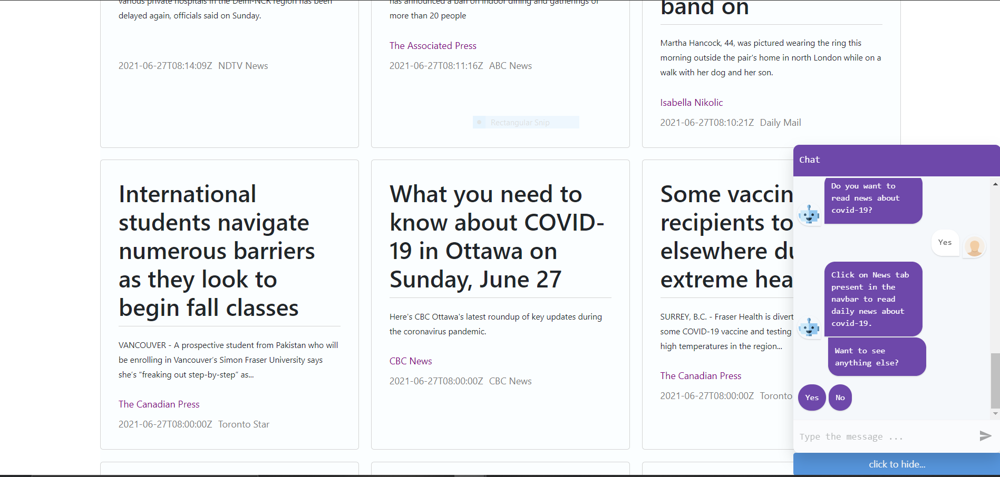 various private hospitals in the Delhi-NCR region has been
delayed again, officials said on Sunday.
2021-06-27T08:14:09Z NDTV News
has announced a ban on indoor dining and gatherings of
more than 20 people
The Associated Press
2021-06-27T08:11:16Z ABC News
Rectangular Snip
band on
Martha Hancock, 44, was pictured wearing the ring this
morning outside the pair's home in north London while on a
walk with her dog and her son.
Isabella Nikolic
2021-06-27T08:10:21Z Daily Mail
International
students navigate
numerous barriers
as they look to
begin fall classes
VANCOUVER - A prospective student from Pakistan who will
be enrolling in Vancouver’s Simon Fraser University says
she’s “freaking out step-by-step” as...
The Canadian Press
2021-06-27T08:00:00Z Toronto Star
What you need to
know about COVID-
19 in Ottawa on
Sunday, June 27
Here's CBC Ottawa's latest roundup of key updates during
the coronavirus pandemic.
CBC News
2021-06-27T08:00:00Z CBC News
Some vaccin
recipients to
elsewhere du
extreme hea
SURREY, B.C. - Fraser Health is divert
some COVID-19 vaccine and testing
high temperatures in the region...
The Canadian Press
2021-06-27T08:00:00Z Toronto
Chat
Do you want to
read news about
covid-19?
Yes
Click on News tab
present in the
navbar to read
daily news about
covid-19.
Want to see
anything else?
Yes No
Type the message ...
click to hide...